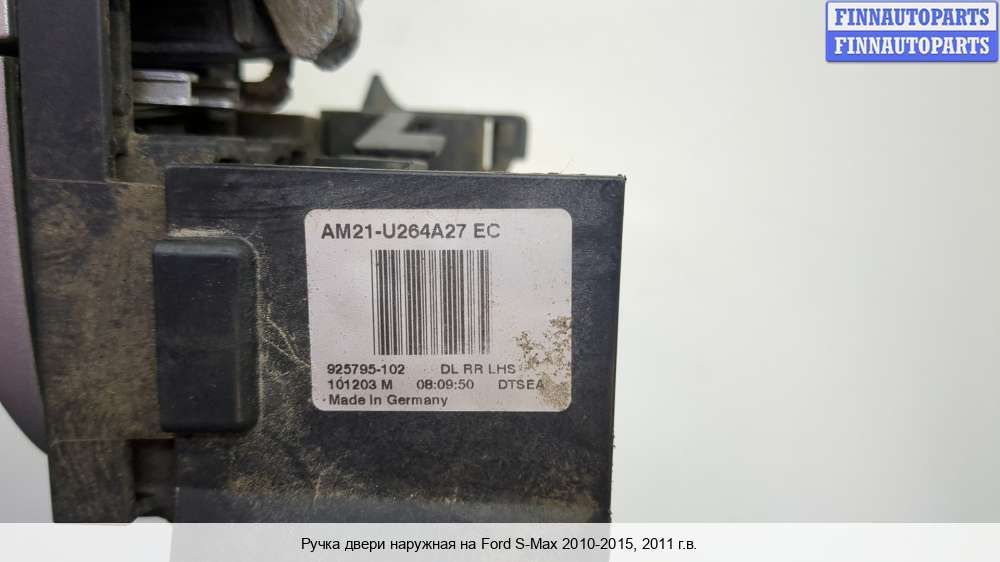 FINNAUTOPARTS
FINNAUTOPARTS
AM21-U264A27 EC
925795-102 DL RR LHS
101203 M 08:09:50 DTSEA
Made in Germany
Ручка двери наружная на Ford S-Max 2010-2015, 2011 г.в.